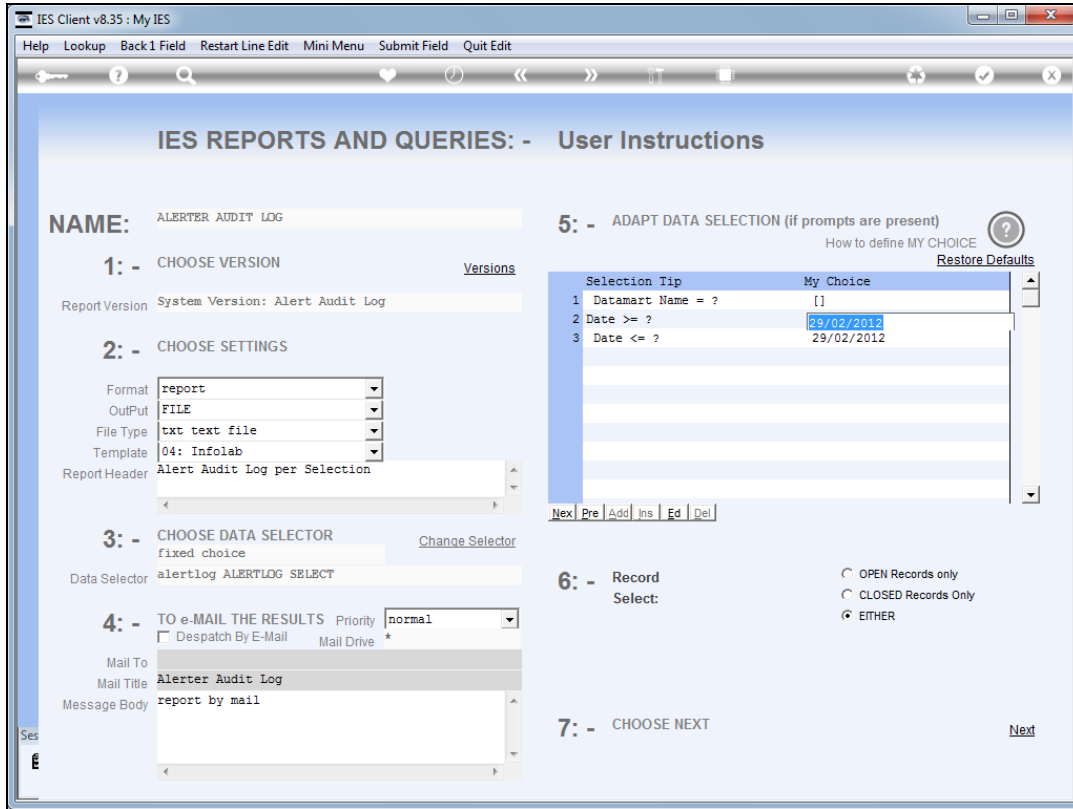 IES Client v8.35 : My IES
Help Lookup Back 1 Field Restart Line Edit Mini Menu Submit Field Quit Edit
IES REPORTS AND QUERIES: - User Instructions
NAME: ALERTER AUDIT LOG
1: - CHOOSE VERSION
Versions
Report Version System Version: Alert Audit Log
2: - CHOOSE SETTINGS
Format report
OutPut FILE
File Type txt text file
Template 04: Infolab
Report Header Alert Audit Log per Selection
3: - CHOOSE DATA SELECTOR
fixed choice
Change Selector
Data Selector alertlog ALERTLOG SELECT
4: - TO e-MAIL THE RESULTS Priority normal
Despatch By E-Mail Mail Drive *
Mail To
Mail Title Alerter Audit Log
Message Body report by mail
5: - ADAPT DATA SELECTION (if prompts are present)
How to define MY CHOICE
?
Restore Defaults
Selection Tip My Choice
1 Datamart Name = ? []
2 Date >= ? 29/02/2012
3 Date <= ? 29/02/2012
Nex Pre Add Ins Ed Del
6: - Record Select:
OPEN Records only
CLOSED Records Only
EITHER
7: - CHOOSE NEXT
Next
Ses